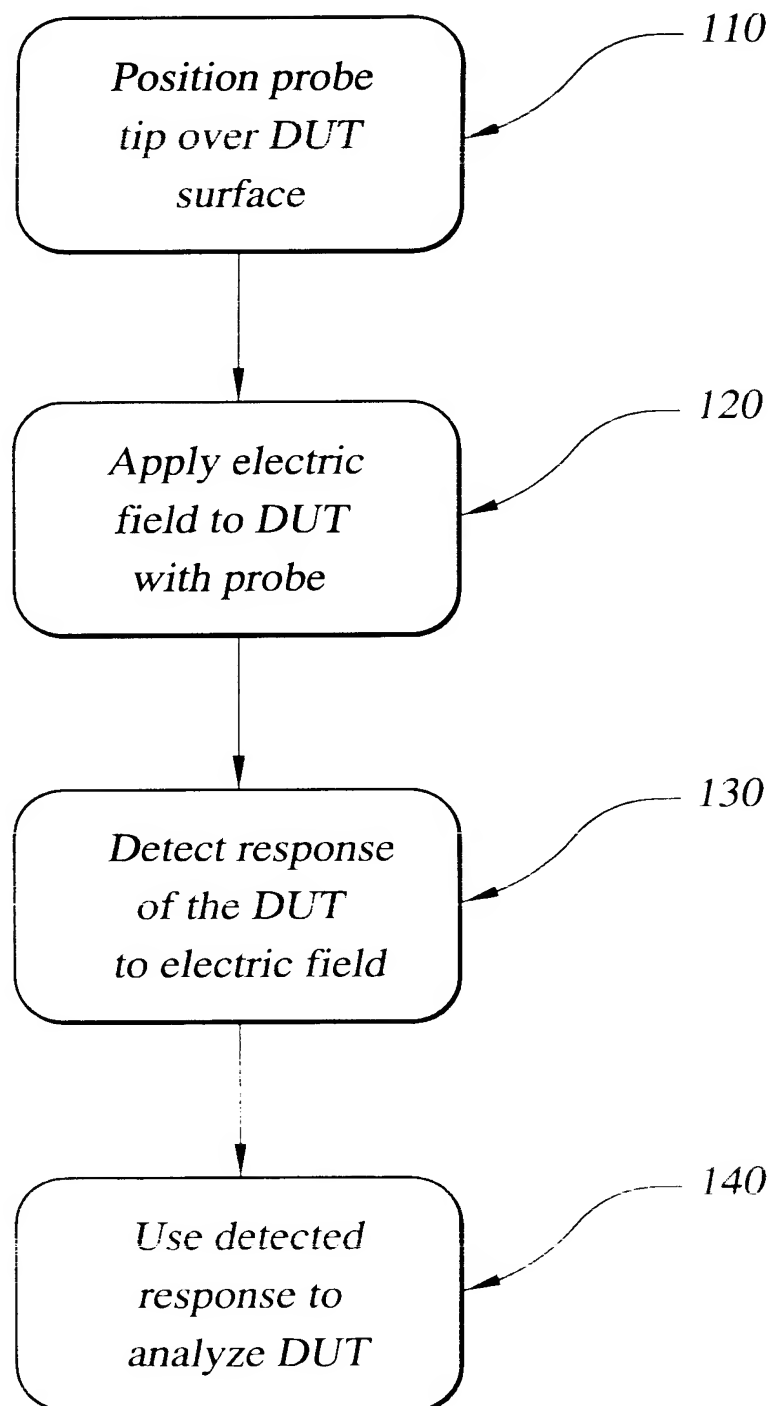 110
Position probe
tip over DUT
surface
120
Apply electric
field to DUT
with probe
130
Detect response
of the DUT
to electric field
140
Use detected
response to
analyze DUT